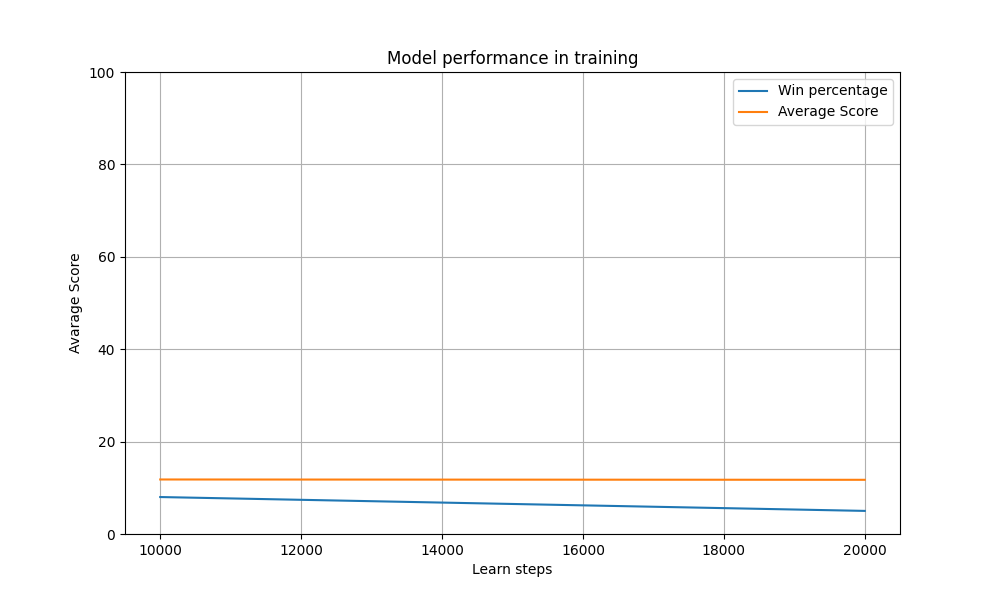 Model performance in training
100
80
60
40
20
0
Avarage Score
Win percentage
Average Score
10000 12000 14000 16000 18000 20000
Learn steps